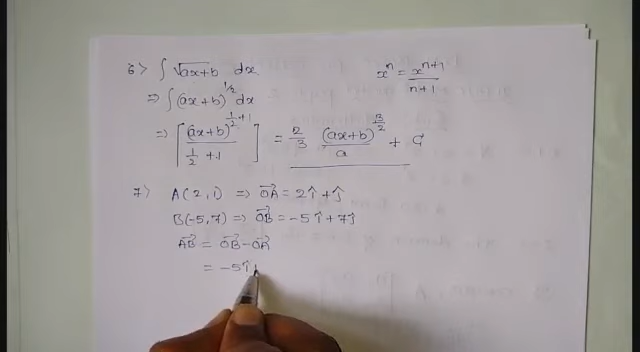 6> ∫ √ax+b dx x^n = x^(n+1)/(n+1)
⇒ ∫ (ax+b)^(1/2) dx
⇒ [(ax+b)^(1/2+1)/(1/2+1)] = 2/3 (ax+b)^(3/2)/a + C
7> A(2,1) ⇒ OA⃗ = 2î+ĵ
B(-5,7) ⇒ OB⃗ = -5î+7ĵ
AB⃗ = OB⃗-OA⃗
= -5î